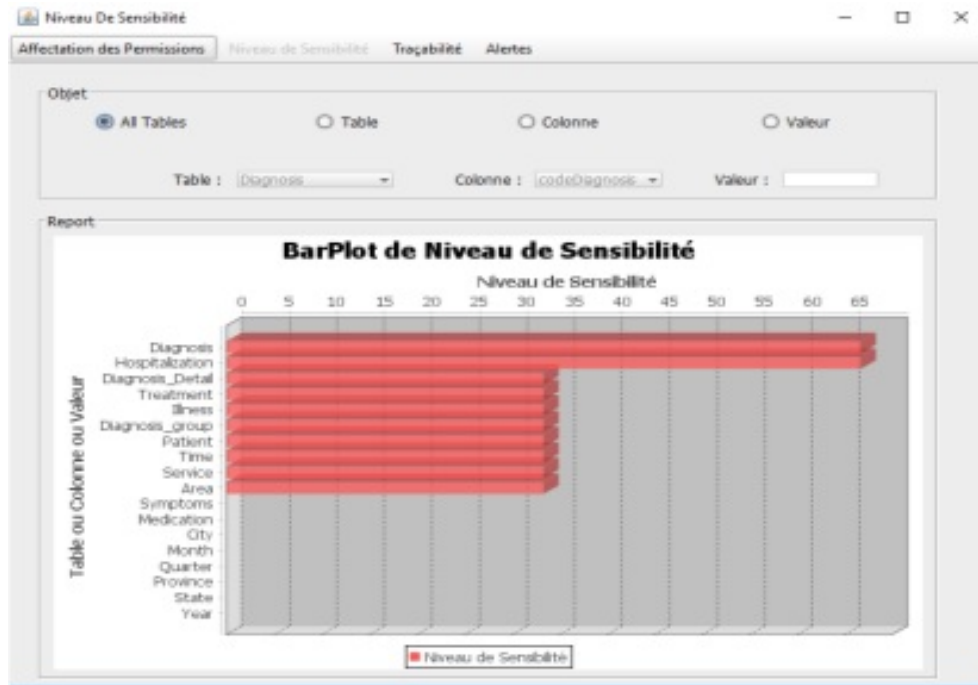 Niveau De Sensibilité
Affectation des Permissions Niveau de Sensibilité Traçabilité Alertes
Objet
All Tables Table Colonne Valeur
Table : Diagnosis Colonne : codeDiagnosis Valeur :
Report
BarPlot de Niveau de Sensibilité
Niveau de Sensibilité
0 5 10 15 20 25 30 35 40 45 50 55 60 65
Table ou Colonne ou Valeur
Diagnosis
Hospitalization
Diagnosis_Detail
Treatment
Illness
Diagnosis_group
Patient
Time
Service
Area
Symptoms
Medication
City
Month
Quarter
Province
State
Year
Niveau de Sensibilité